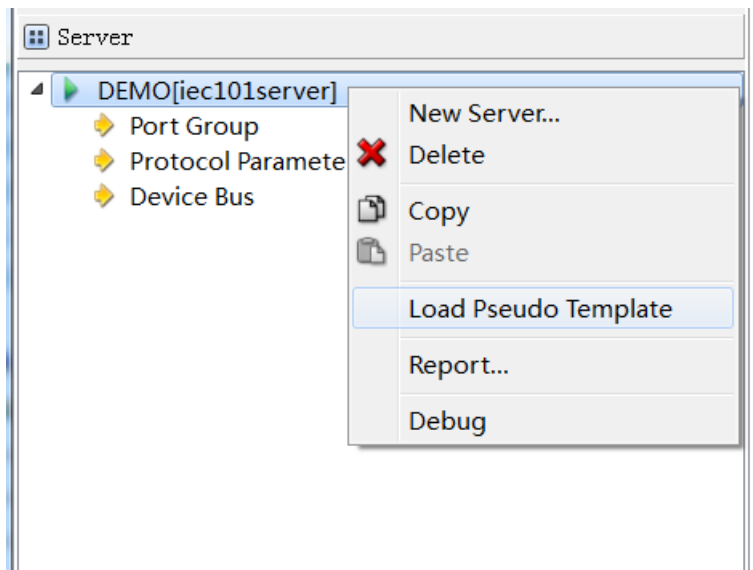 Server
DEMO[iec101server]
Port Group
Protocol Paramete
Device Bus
New Server...
Delete
Copy
Paste
Load Pseudo Template
Report...
Debug